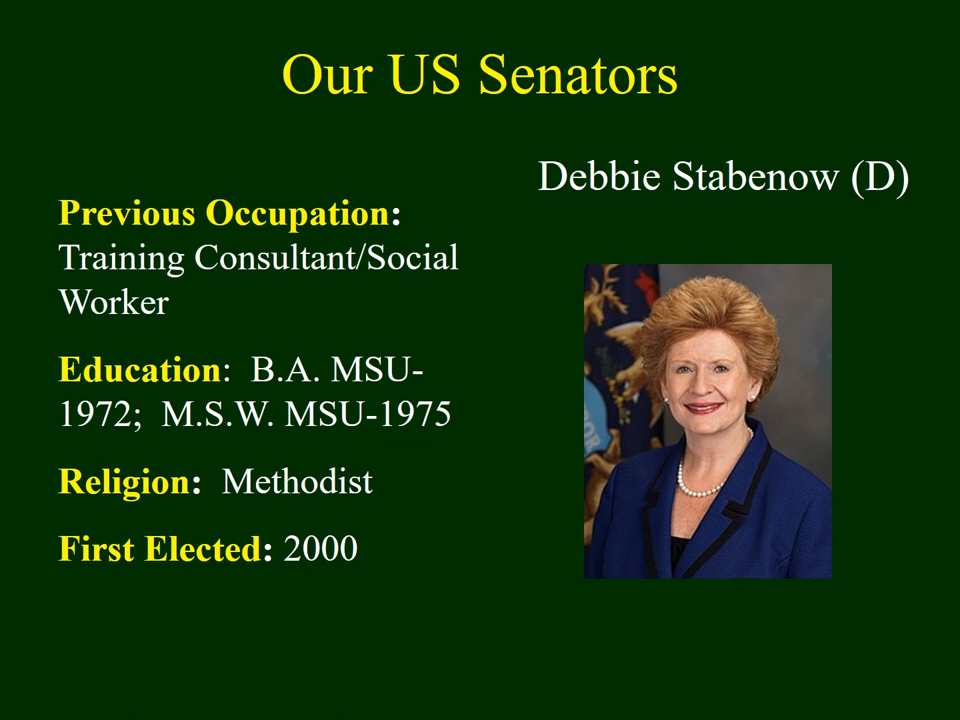 Our US Senators
Debbie Stabenow (D)
Previous Occupation:
Training Consultant/Social
Worker
Education:  B.A. MSU-
1972;  M.S.W. MSU-1975
Religion:  Methodist
First Elected: 2000